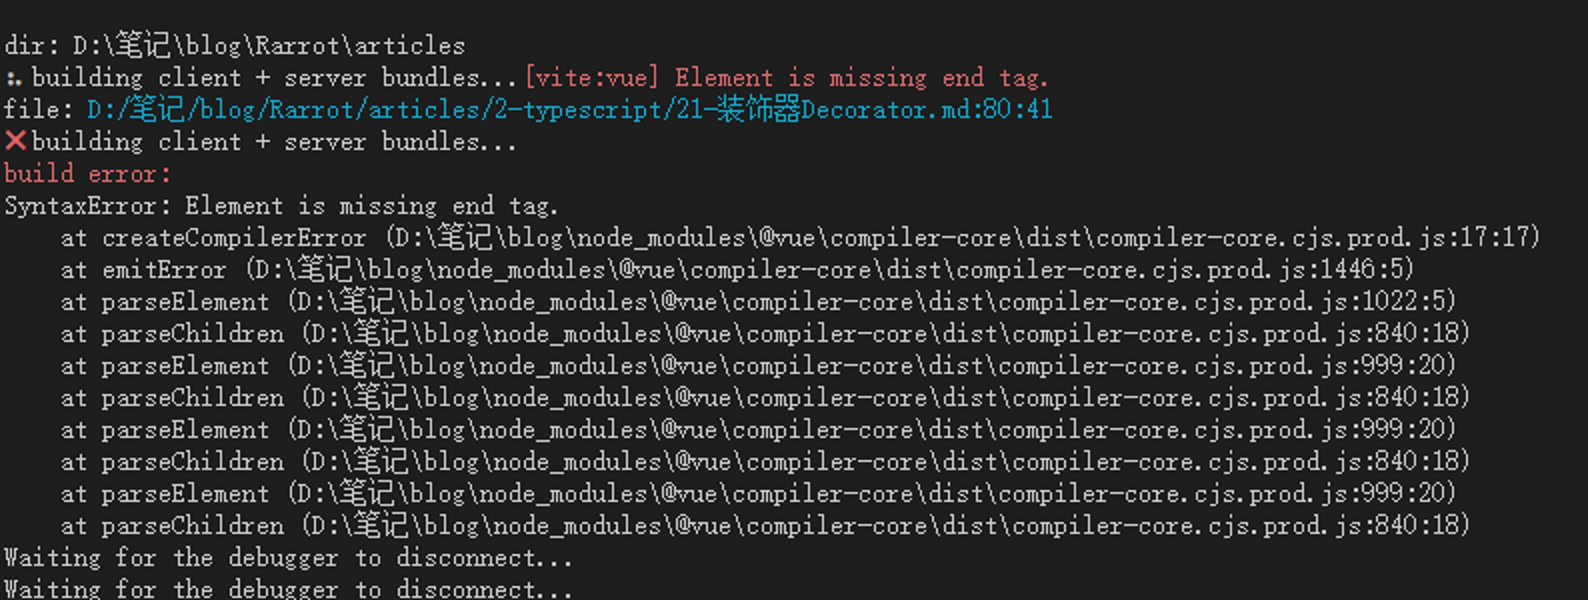 dir: D:\笔记\blog\Rarrot\articles
building client + server bundles...[vite:vue] Element is missing end tag.
file: D:/笔记/blog/Rarrot/articles/2-typescript/21-装饰器Decorator.md:80:41
❌building client + server bundles...
build error:
SyntaxError: Element is missing end tag.
at createCompilerError (D:\笔记\blog\node_modules\@vue\compiler-core\dist\compiler-core.cjs.prod.js:17:17)
at emitError (D:\笔记\blog\node_modules\@vue\compiler-core\dist\compiler-core.cjs.prod.js:1446:5)
at parseElement (D:\笔记\blog\node_modules\@vue\compiler-core\dist\compiler-core.cjs.prod.js:1022:5)
at parseChildren (D:\笔记\blog\node_modules\@vue\compiler-core\dist\compiler-core.cjs.prod.js:840:18)
at parseElement (D:\笔记\blog\node_modules\@vue\compiler-core\dist\compiler-core.cjs.prod.js:999:20)
at parseChildren (D:\笔记\blog\node_modules\@vue\compiler-core\dist\compiler-core.cjs.prod.js:840:18)
at parseElement (D:\笔记\blog\node_modules\@vue\compiler-core\dist\compiler-core.cjs.prod.js:999:20)
at parseChildren (D:\笔记\blog\node_modules\@vue\compiler-core\dist\compiler-core.cjs.prod.js:840:18)
at parseElement (D:\笔记\blog\node_modules\@vue\compiler-core\dist\compiler-core.cjs.prod.js:999:20)
at parseChildren (D:\笔记\blog\node_modules\@vue\compiler-core\dist\compiler-core.cjs.prod.js:840:18)
Waiting for the debugger to disconnect...
Waiting for the debugger to disconnect...